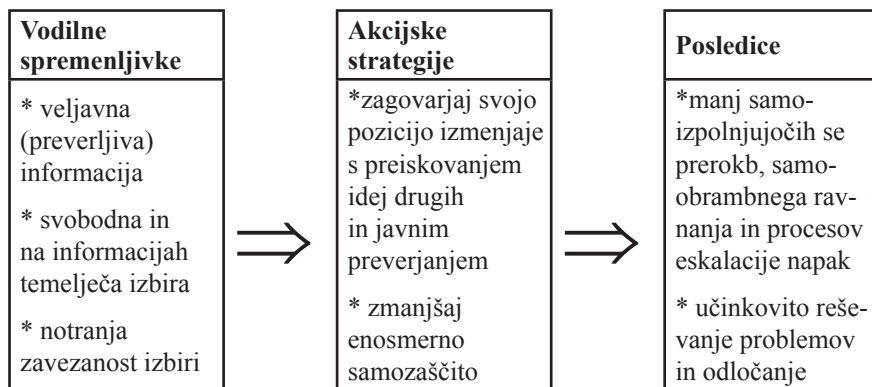 Vodilne
spremenljivke
* veljavna
(preverljiva)
informacija
* svobodna in
na informacijah
temelječa izbira
* notranja
zavezanost izbiri
Akcijske
strategije
*zagovarjaj svojo
pozicijo izmenjaje
s preiskovanjem
idej drugih
in javnim
preverjanjem
* zmanjšaj
enosmerno
samozaščito
Posledice
*manj samo-
izpolnjujočih se
prerokb, samo-
obrambnega rav-
nanja in procesov
eskalacije napak
* učinkovito reše-
vanje problemov
in odločanje